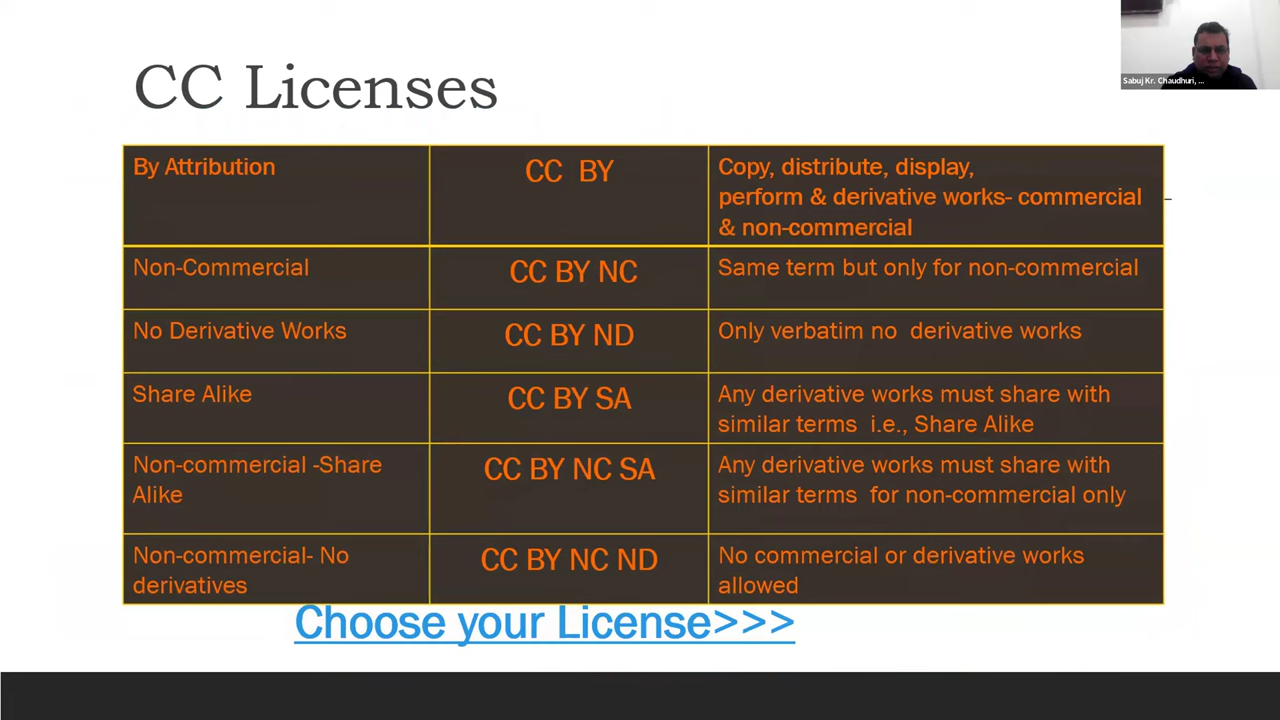 CC Licenses
Sabuj Kr. Chaudhuri, ...
By Attribution
CC BY
Copy, distribute, display,
perform & derivative works- commercial
& non-commercial
Non-Commercial
CC BY NC
Same term but only for non-commercial
No Derivative Works
CC BY ND
Only verbatim no derivative works
Share Alike
CC BY SA
Any derivative works must share with
similar terms i.e., Share Alike
Non-commercial -Share
Alike
CC BY NC SA
Any derivative works must share with
similar terms for non-commercial only
Non-commercial- No
derivatives
CC BY NC ND
No commercial or derivative works
allowed
Choose your License>>>